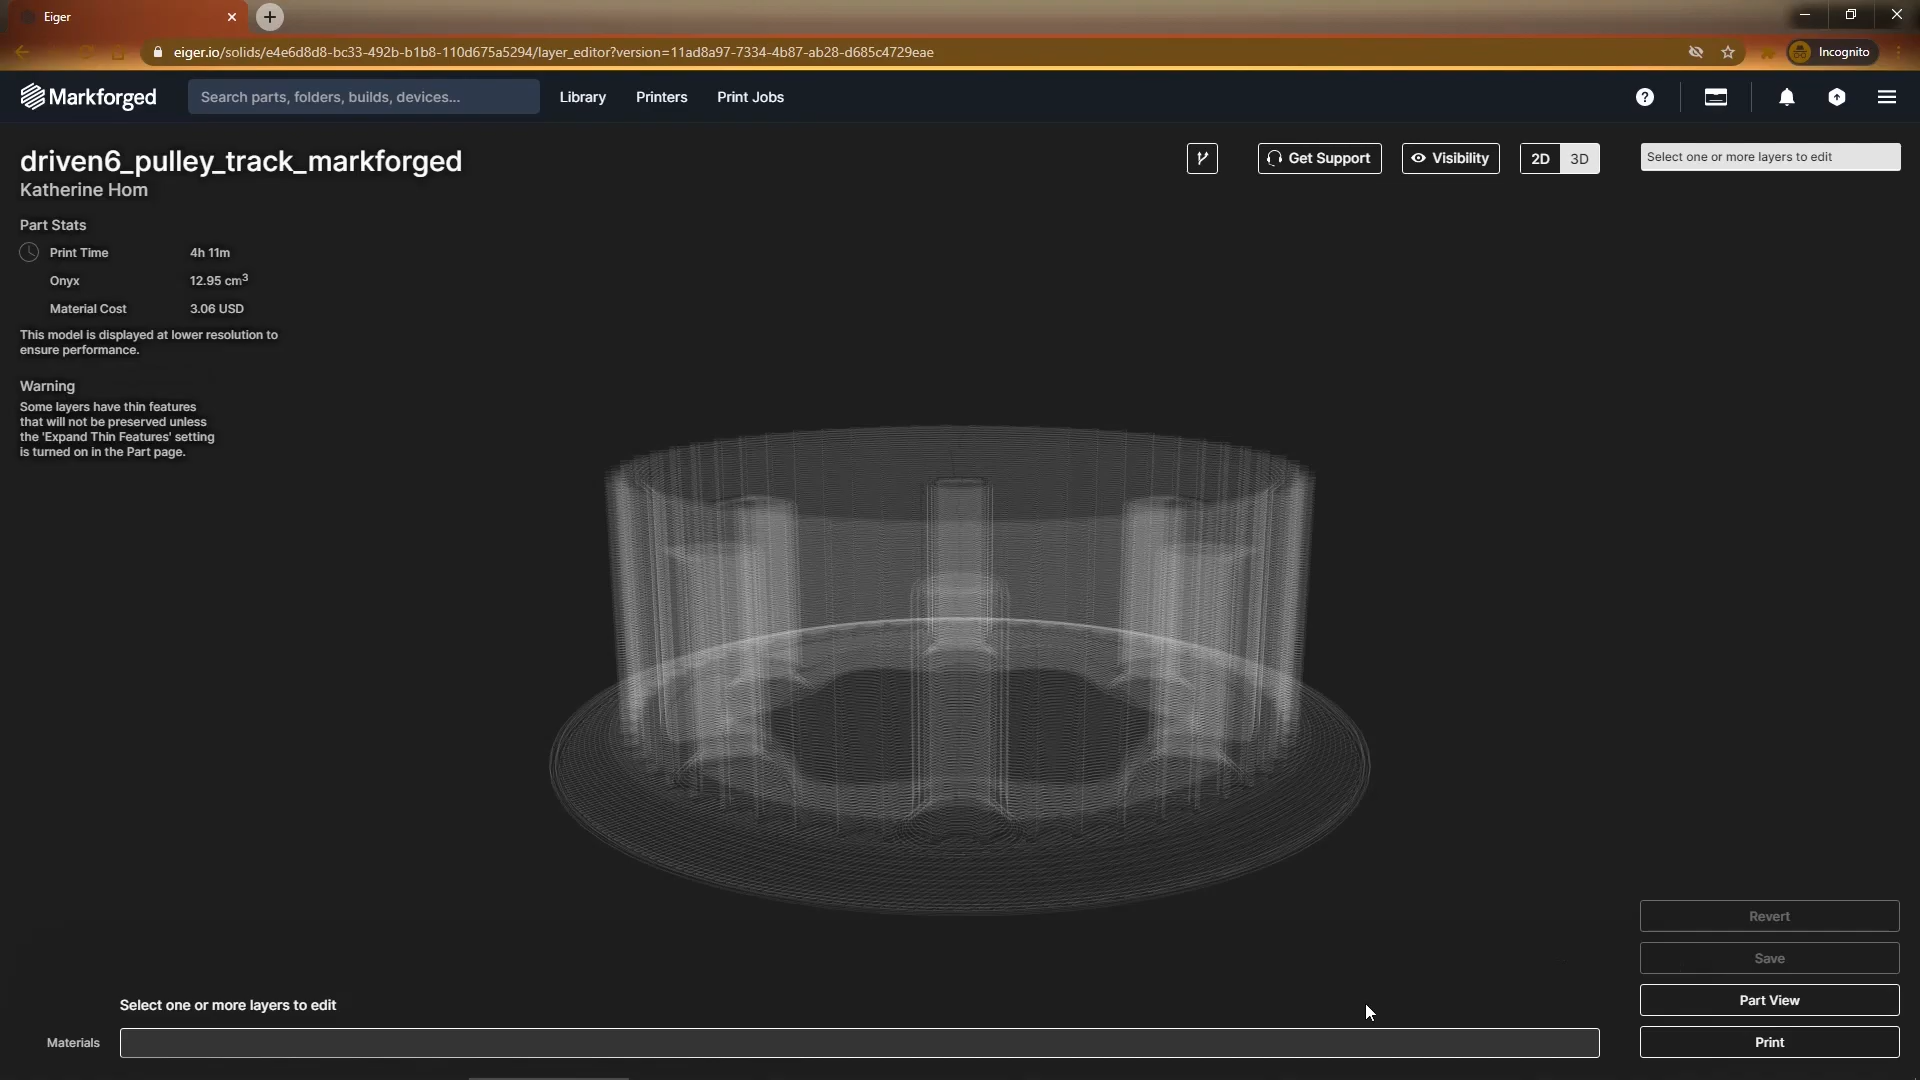 Eiger
eiger.io/solids/e4e6d8d8-bc33-492b-b1b8-110d675a5294/layer_editor?version=11ad8a97-7334-4b87-ab28-d685c4729eae
Incognito
Markforged
Search parts, folders, builds, devices...
Library
Printers
Print Jobs
driven6_pulley_track_markforged
Katherine Hom
Get Support
Visibility
2D
3D
Select one or more layers to edit
Part Stats
Print Time 4h 11m
Onyx 12.95 cm³
Material Cost 3.06 USD
This model is displayed at lower resolution to
ensure performance.
Warning
Some layers have thin features
that will not be preserved unless
the 'Expand Thin Features' setting
is turned on in the Part page.
Revert
Save
Part View
Print
Select one or more layers to edit
Materials